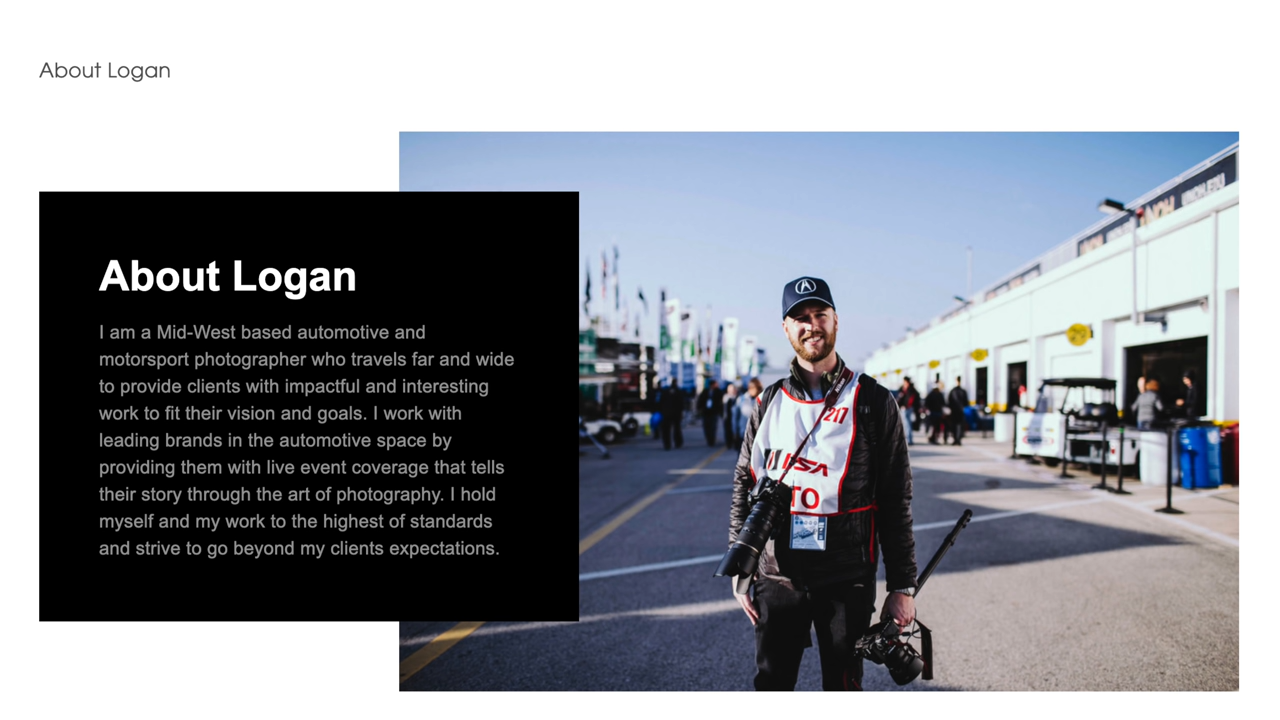 About Logan
About Logan
I am a Mid-West based automotive and
motorsport photographer who travels far and wide
to provide clients with impactful and interesting
work to fit their vision and goals. I work with
leading brands in the automotive space by
providing them with live event coverage that tells
their story through the art of photography. I hold
myself and my work to the highest of standards
and strive to go beyond my clients expectations.
217
TO